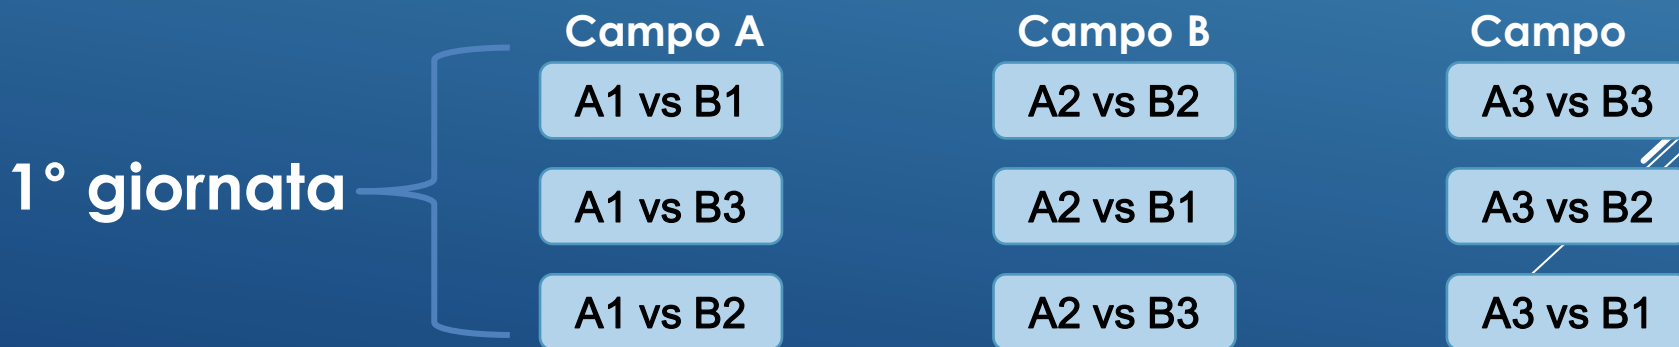 Campo A Campo B Campo
A1 vs B1 A2 vs B2 A3 vs B3
1° giornata
A1 vs B3 A2 vs B1 A3 vs B2
A1 vs B2 A2 vs B3 A3 vs B1